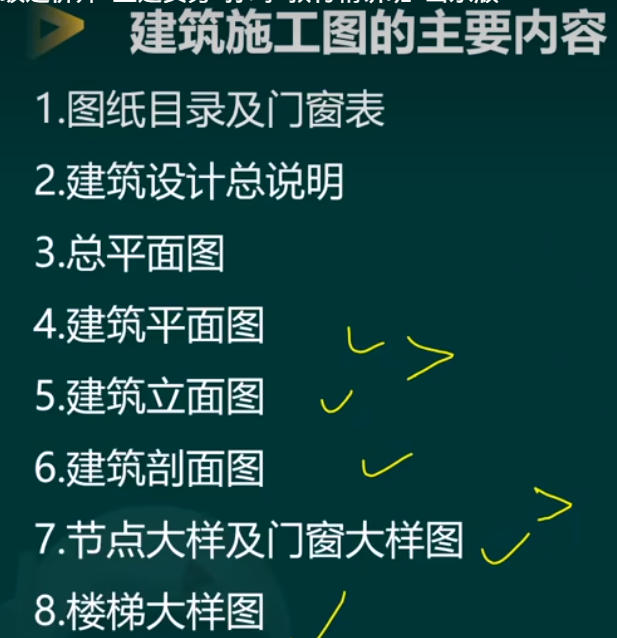 建筑施工图的主要内容
1.图纸目录及门窗表
2.建筑设计总说明
3.总平面图
4.建筑平面图
5.建筑立面图
6.建筑剖面图
7.节点大样及门窗大样图
8.楼梯大样图